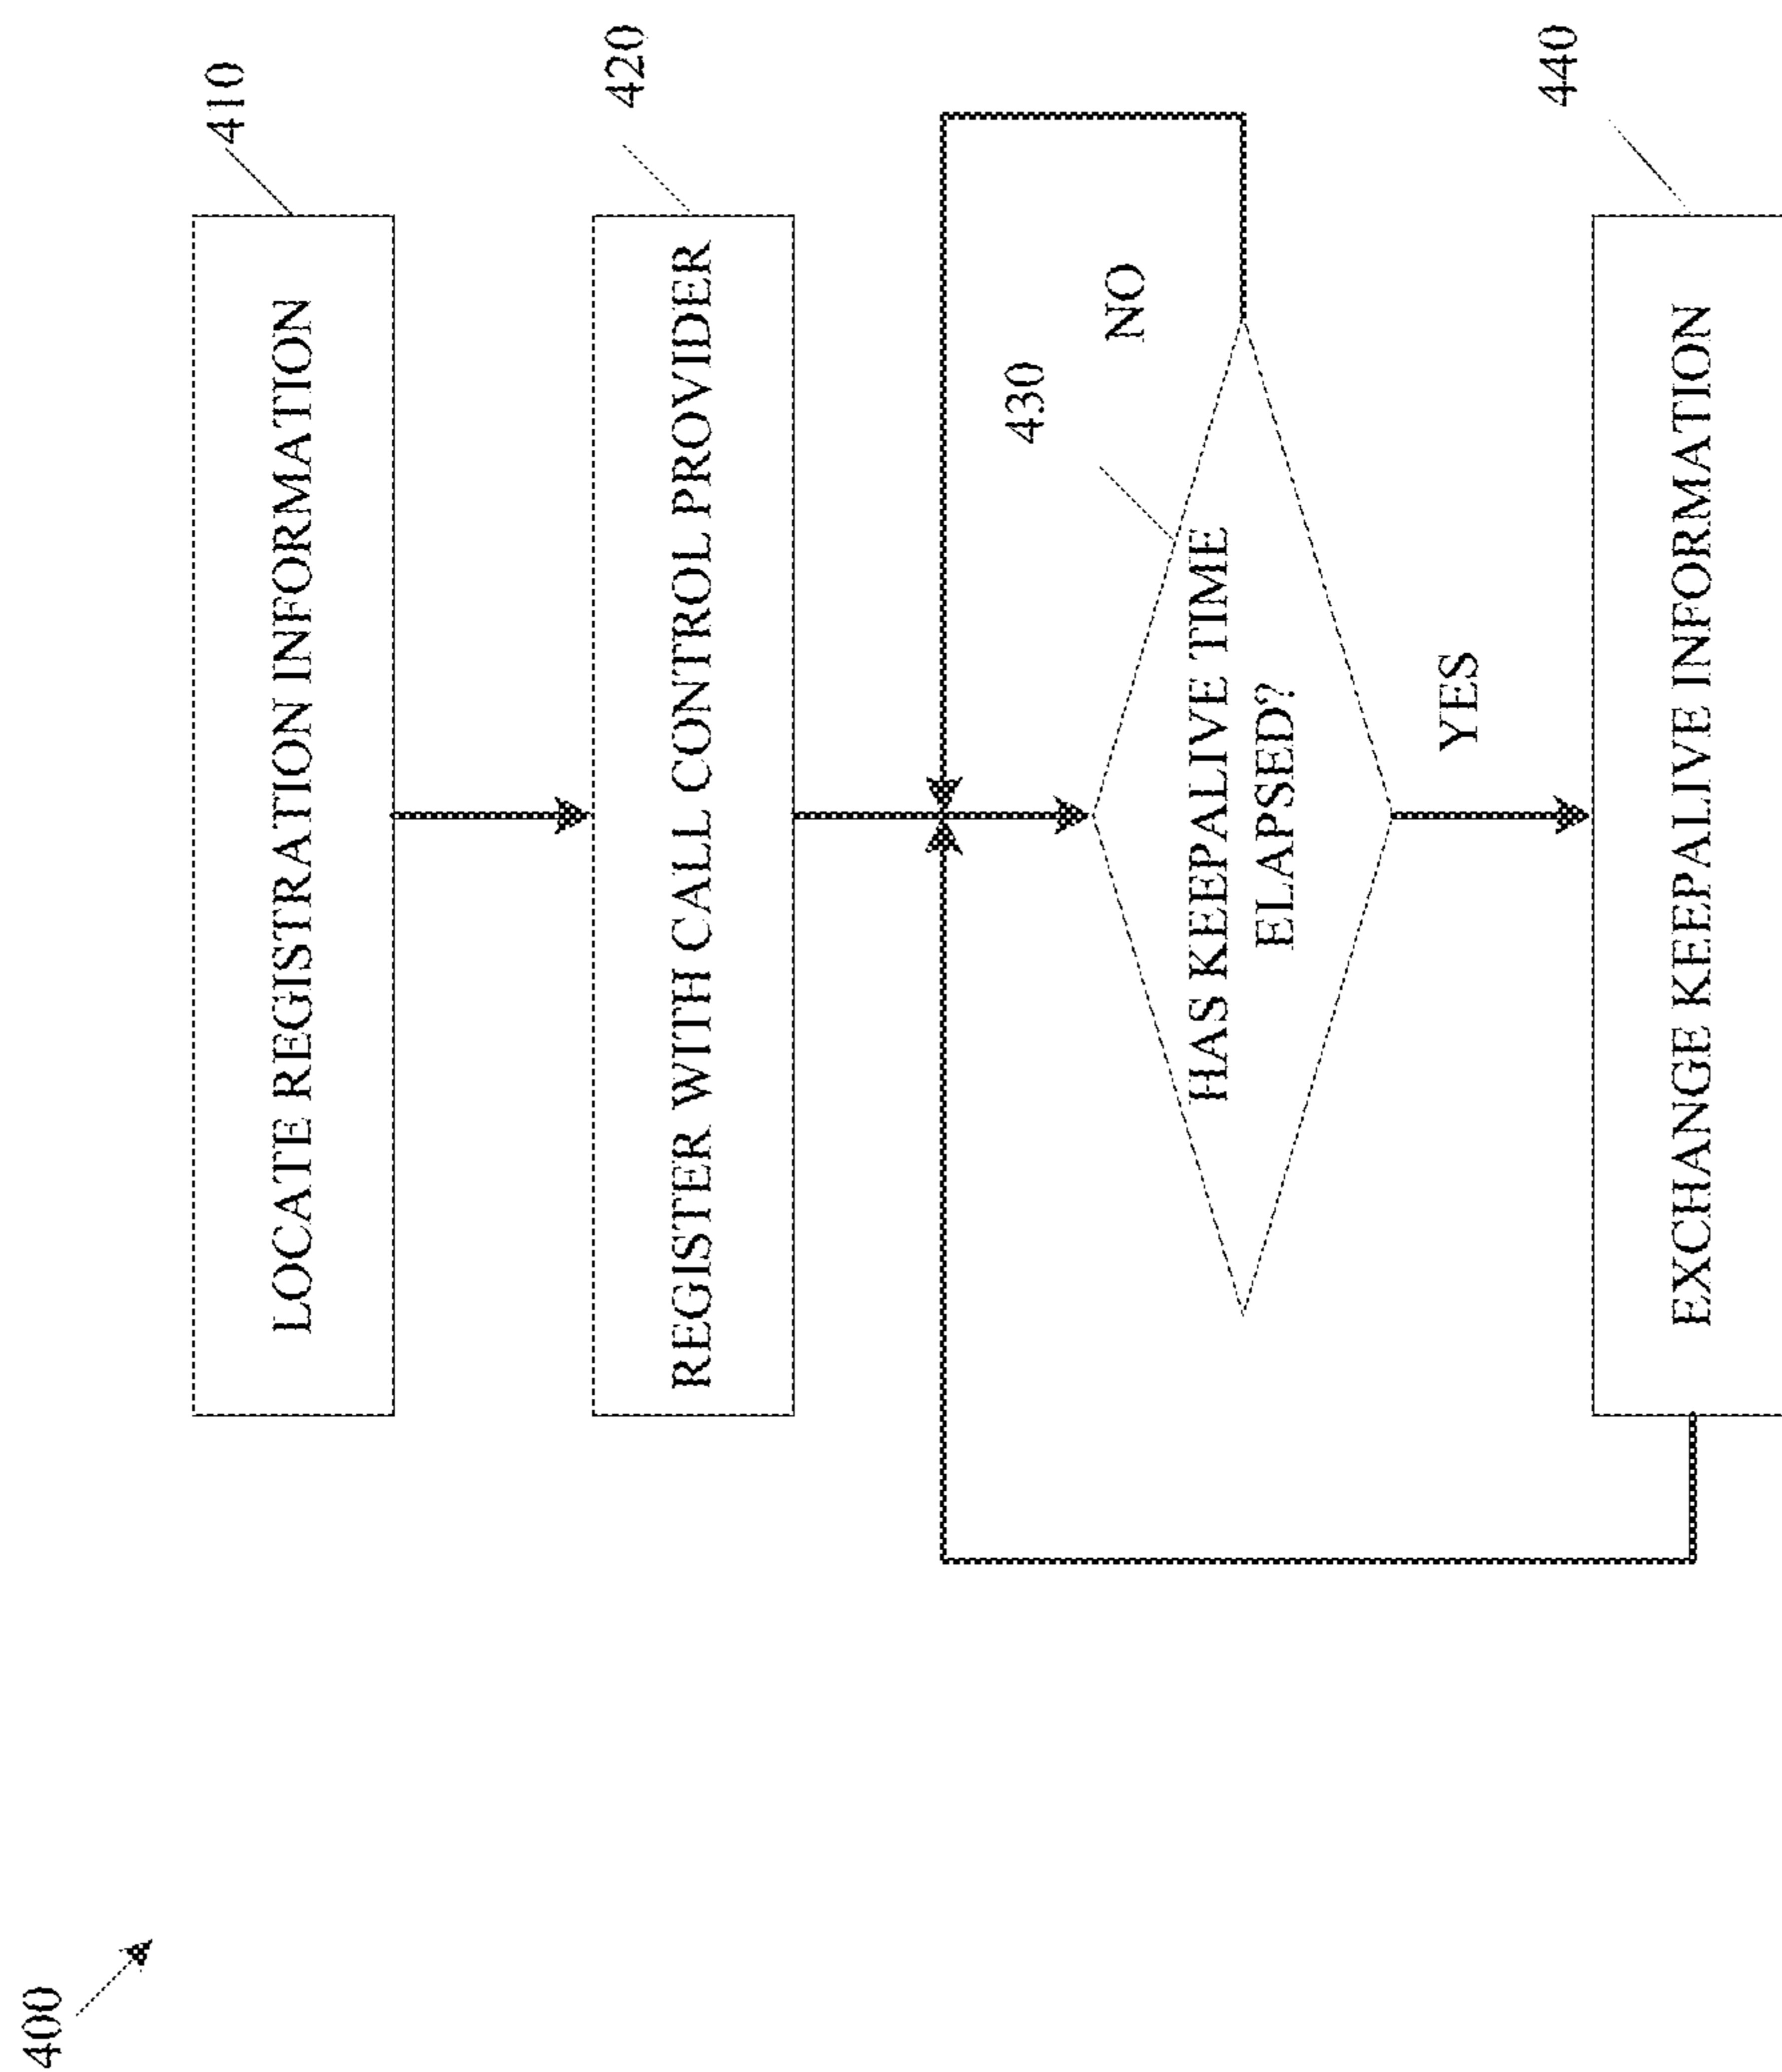 400
410
LOCATE REGISTRATION INFORMATION
420
REGISTER WITH CALL CONTROL PROVIDER
430
NO
HAS KEEPALIVE TIME
ELAPSED?
YES
440
EXCHANGE KEEPALIVE INFORMATION